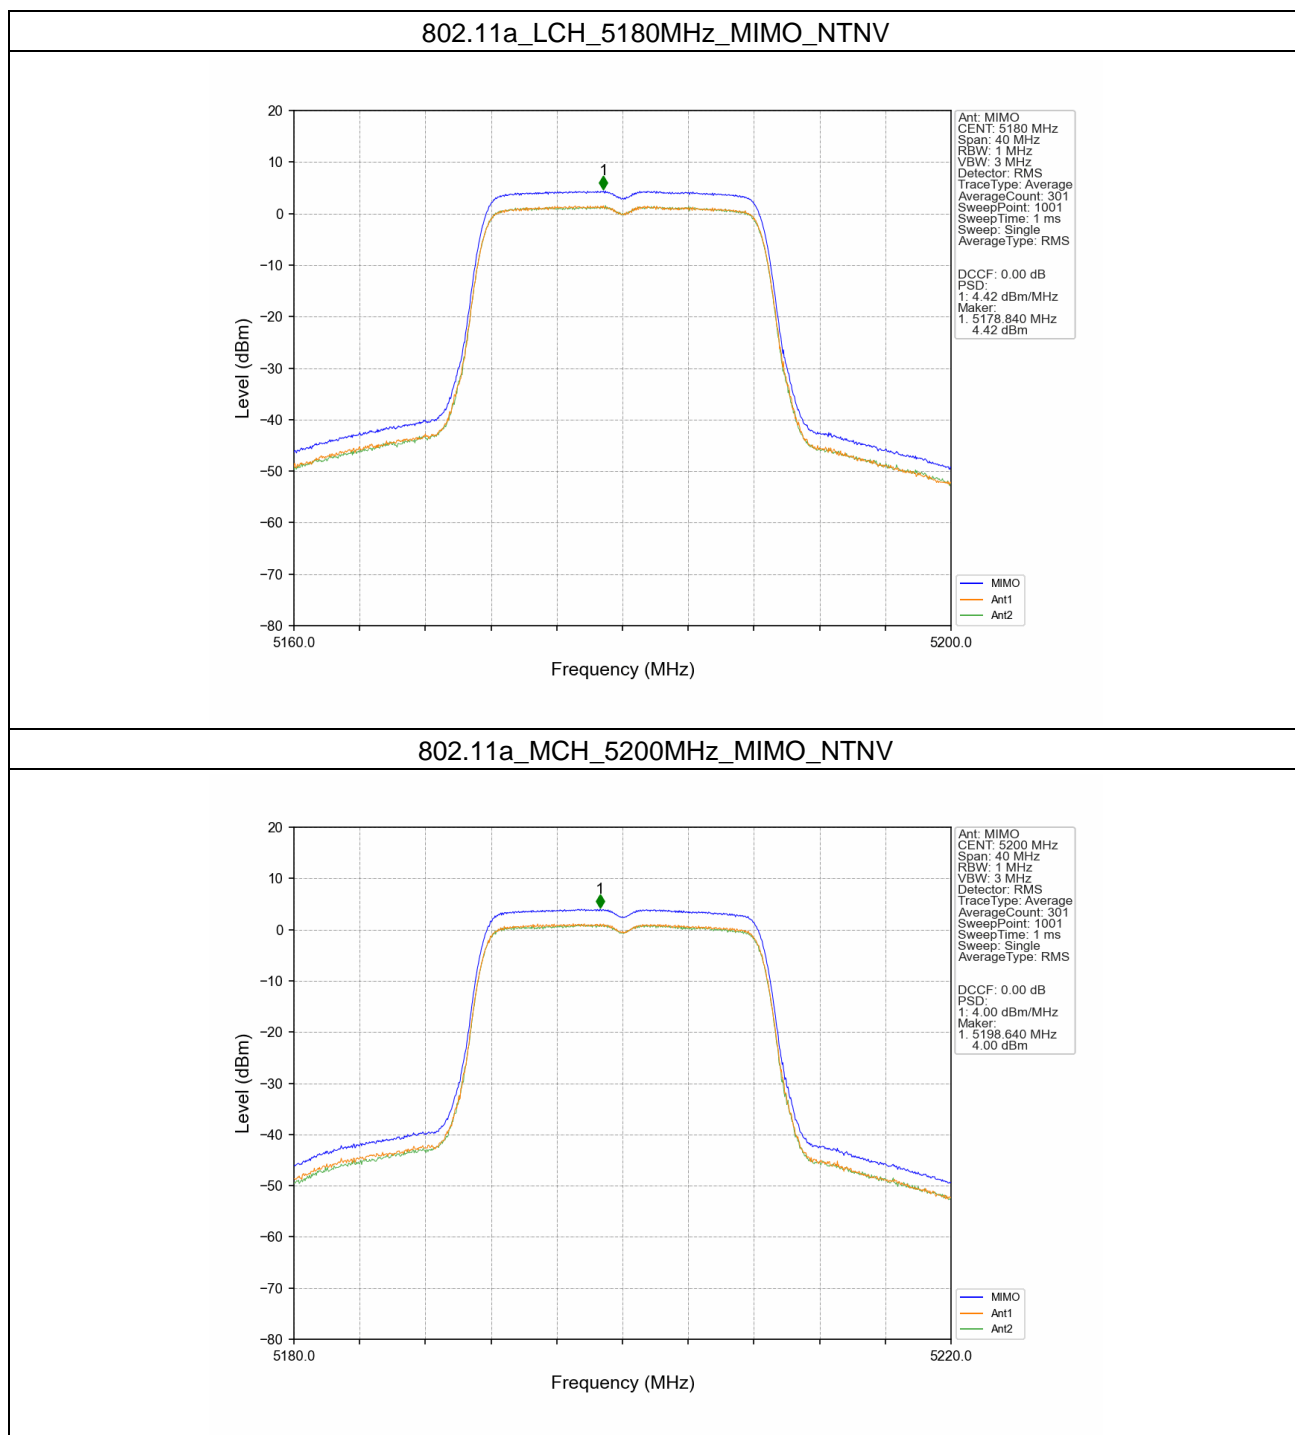 802.11a_LCH_5180MHz_MIMO_NTNV
20
10
0
−10
−20
−30
−40
−50
−60
−70
−80
Level (dBm)
1
5160.0
5200.0
Frequency (MHz)
Ant: MIMO
CENT: 5180 MHz
Span: 40 MHz
RBW: 1 MHz
VBW: 3 MHz
Detector: RMS
TraceType: Average
AverageCount: 301
SweepPoint: 1001
SweepTime: 1 ms
Sweep: Single
AverageType: RMS
DCCF: 0.00 dB
PSD:
1: 4.42 dBm/MHz
Maker:
1. 5178.840 MHz
4.42 dBm
MIMO
Ant1
Ant2
802.11a_MCH_5200MHz_MIMO_NTNV
20
10
0
−10
−20
−30
−40
−50
−60
−70
−80
Level (dBm)
1
5180.0
5220.0
Frequency (MHz)
Ant: MIMO
CENT: 5200 MHz
Span: 40 MHz
RBW: 1 MHz
VBW: 3 MHz
Detector: RMS
TraceType: Average
AverageCount: 301
SweepPoint: 1001
SweepTime: 1 ms
Sweep: Single
AverageType: RMS
DCCF: 0.00 dB
PSD:
1: 4.00 dBm/MHz
Maker:
1. 5198.640 MHz
4.00 dBm
MIMO
Ant1
Ant2